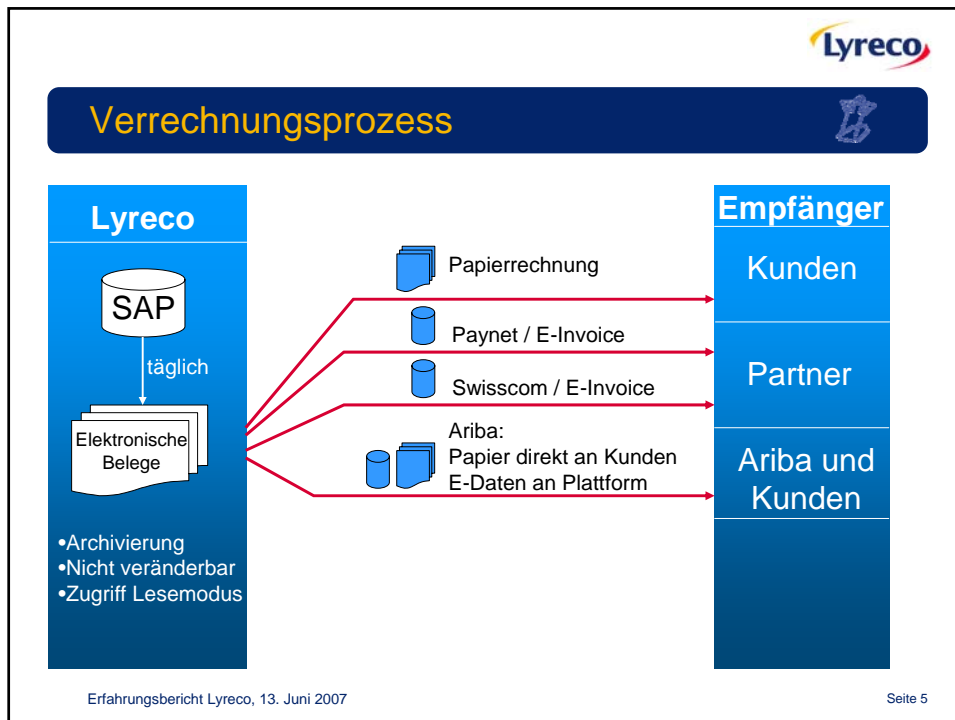 Lyreco
Verrechnungsprozess
Lyreco
SAP
täglich
Elektronische
Belege
•Archivierung
•Nicht veränderbar
•Zugriff Lesemodus
Papierrechnung
Paynet / E-Invoice
Swisscom / E-Invoice
Ariba:
Papier direkt an Kunden
E-Daten an Plattform
Empfänger
Kunden
Partner
Ariba und
Kunden
Erfahrungsbericht Lyreco, 13. Juni 2007
Seite 5